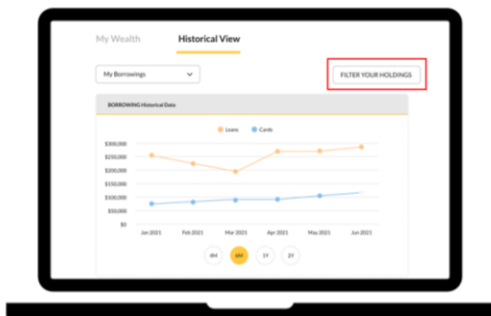 My Wealth
Historical View
My Borrowings
FILTER YOUR HOLDINGS
BORROWING Historical Data
Loans Cards
$300,000
$250,000
$200,000
$150,000
$100,000
$50,000
$0
Jan 2021 Feb 2021 Mar 2021 Apr 2021 May 2021 Jun 2021
6M 1Y 2Y